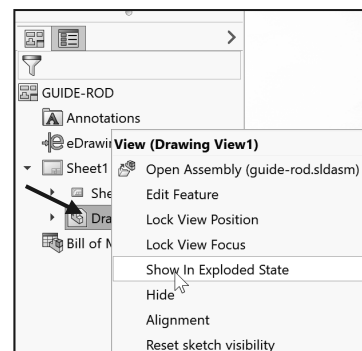 GUIDE-ROD
Annotations
eDrawin
View (Drawing View1)
Sheet1
Open Assembly (guide-rod.sldasm)
She
Edit Feature
Dra
Lock View Position
Bill of M
Lock View Focus
Show In Exploded State
Hide
Alignment
Reset sketch visibility